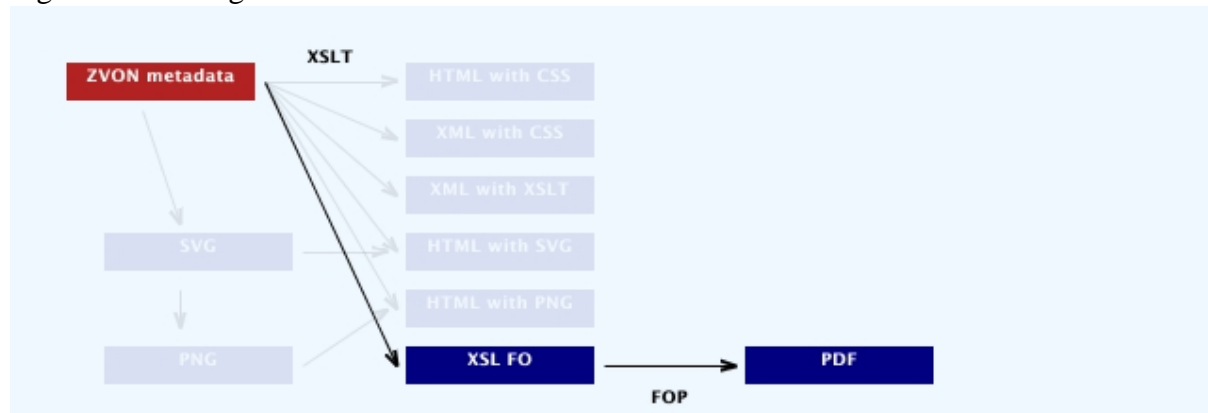 XSLT
ZVON metadata
HTML with CSS
XML with CSS
XML with XSLT
SVG
HTML with SVG
HTML with PNG
PNG
XSL FO
PDF
FOP